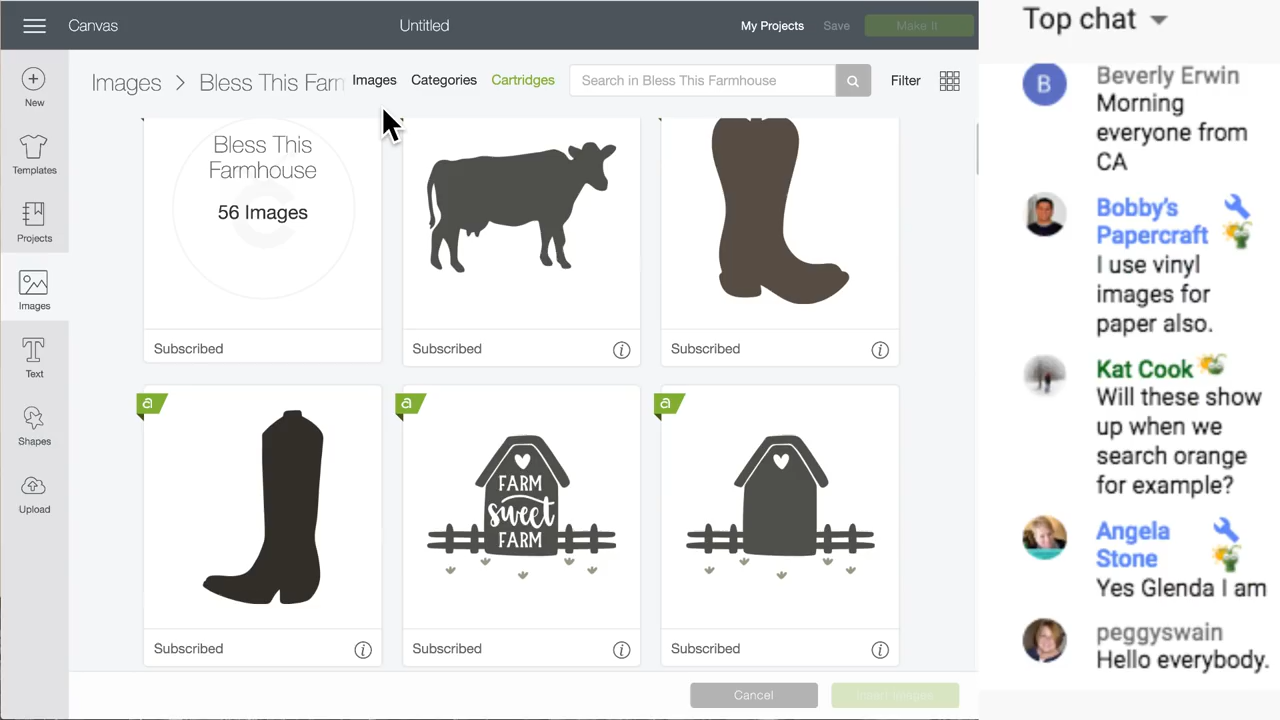 Canvas
Untitled
My Projects
Save
Make It
New
Templates
Projects
Images
Text
Shapes
Upload
Images > Bless This Farm
Images
Categories
Cartridges
Search in Bless This Farmhouse
Filter
Bless This
Farmhouse
56 Images
Subscribed
Subscribed
Subscribed
a
a
FARM
sweet
FARM
a
Subscribed
Subscribed
Subscribed
Cancel
Insert Images
Top chat
B
Beverly Erwin
Morning
everyone from
CA
Bobby's
Papercraft
I use vinyl
images for
paper also.
Kat Cook
Will these show
up when we
search orange
for example?
Angela
Stone
Yes Glenda I am
peggyswain
Hello everybody.